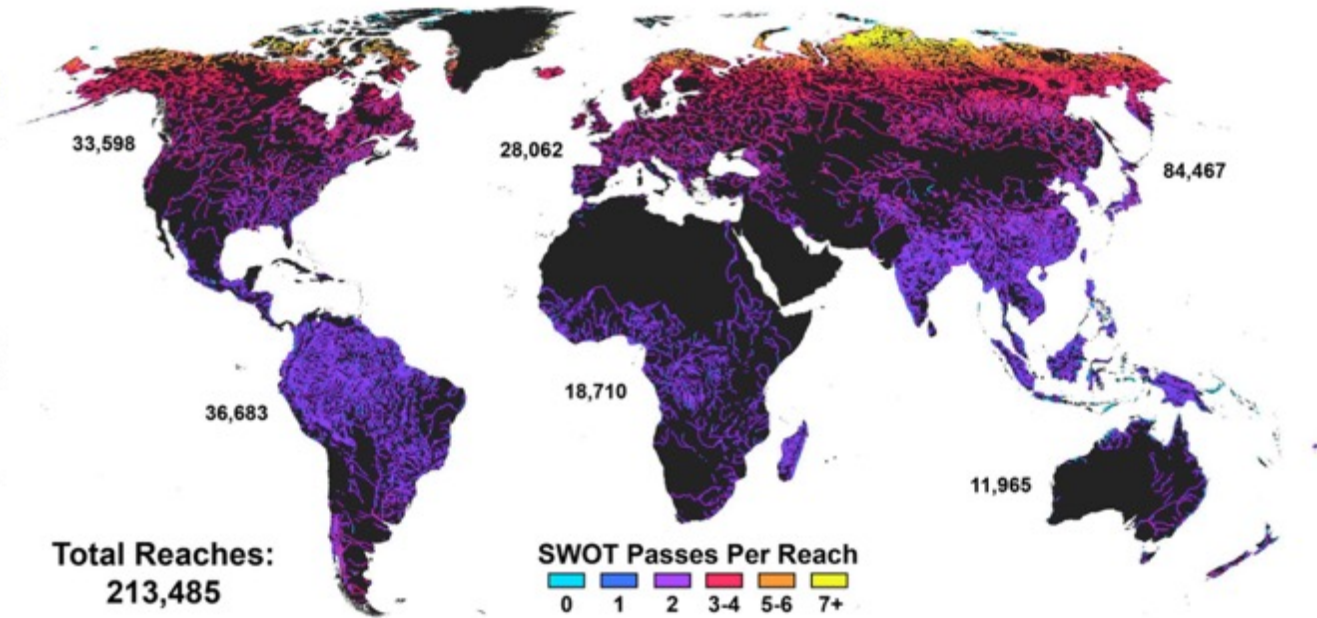 33,598
28,062
84,467
36,683
18,710
11,965
Total Reaches:
213,485
SWOT Passes Per Reach
0 1 2 3-4 5-6 7+